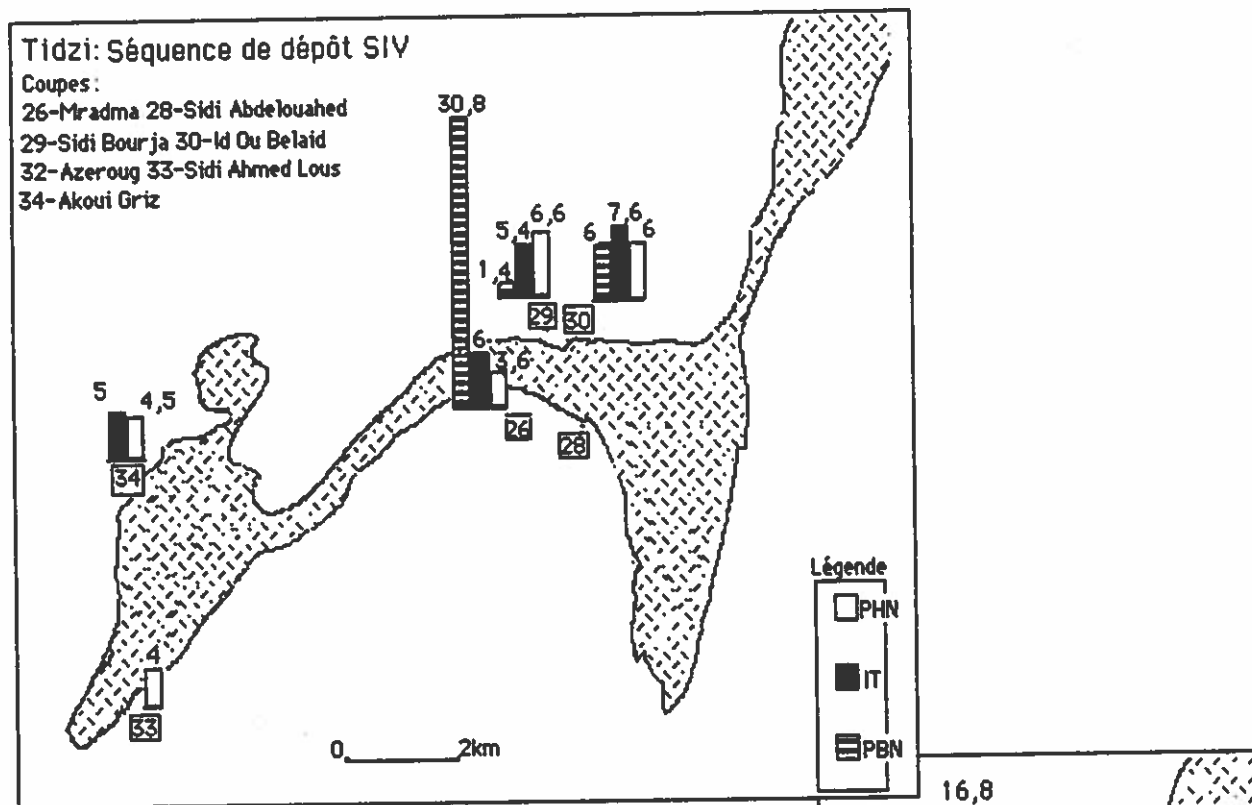 Tidzi: Séquence de dépôt SIV
Coupes:
26-Mradma 28-Sidi Abdelouahed
29-Sidi Bourja 30-Id Ou Belaid
32-Azeroug 33-Sidi Ahmed Lous
34-Akoui Griz
30,8
6,6
5,4
1,4
7,6
6
6
29
30
6
3,6
26
28
5
4,5
34
4
33
0
2km
Légende
PHN
IT
PBN
16,8